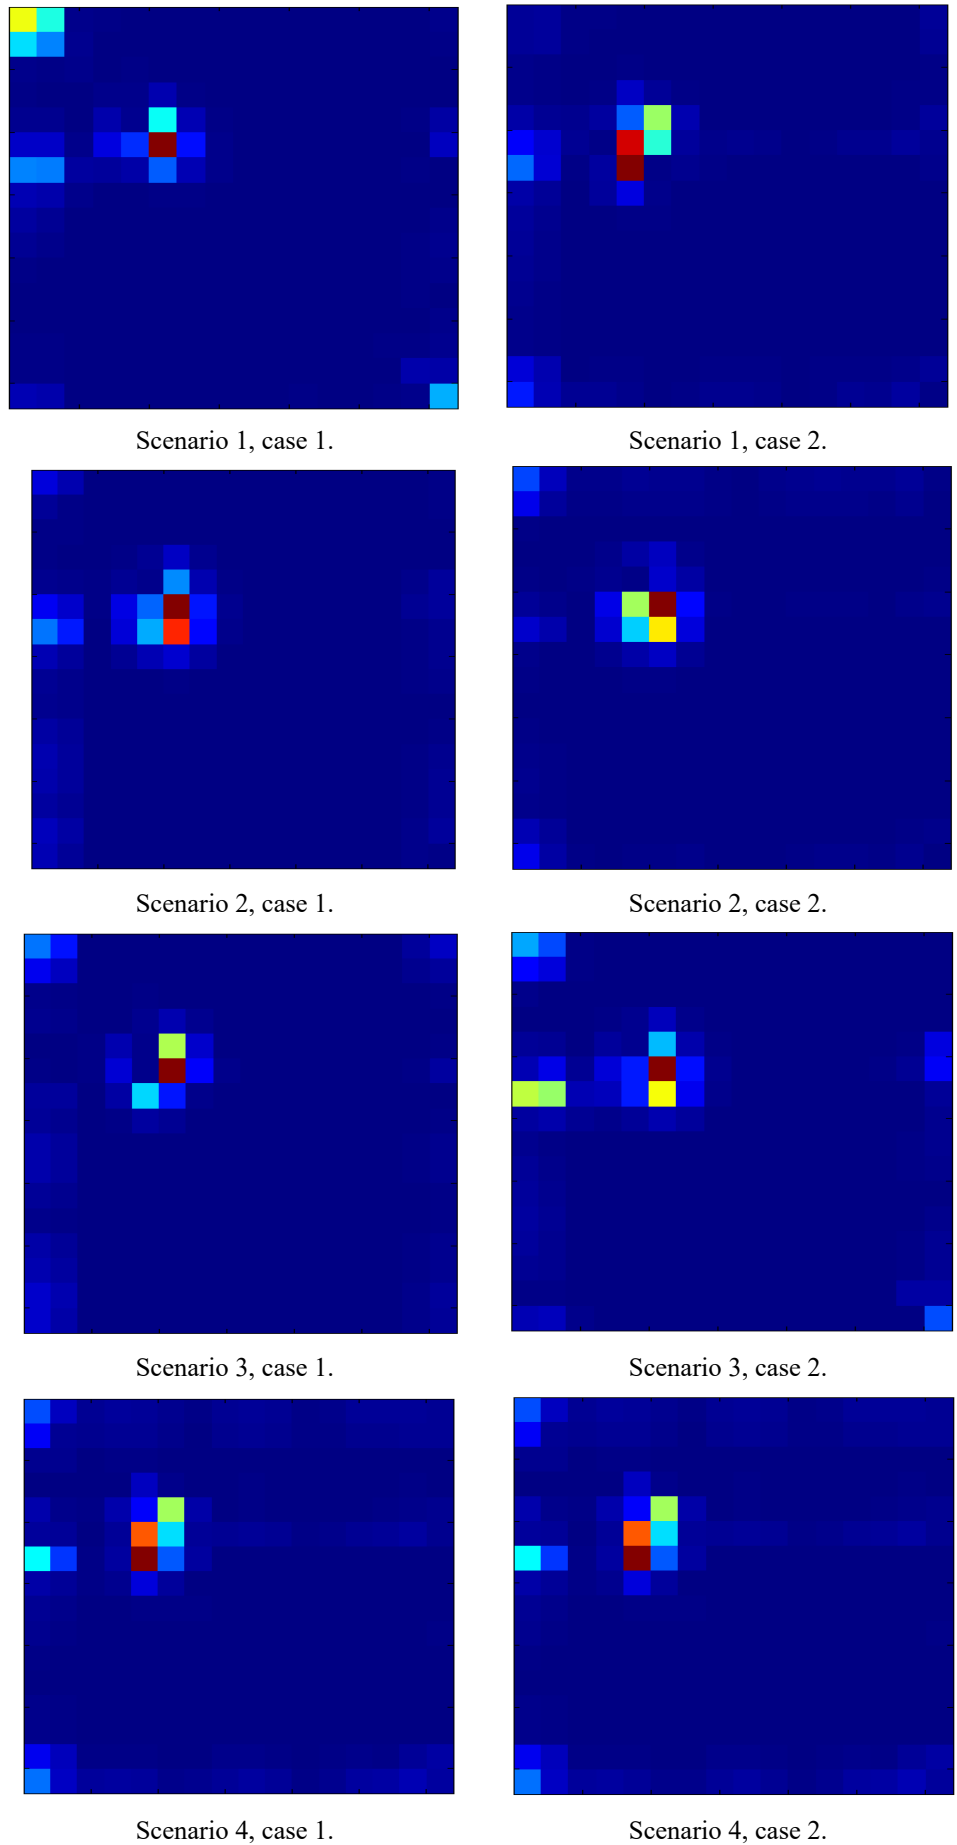 Scenario 1, case 1.
Scenario 1, case 2.
Scenario 2, case 1.
Scenario 2, case 2.
Scenario 3, case 1.
Scenario 3, case 2.
Scenario 4, case 1.
Scenario 4, case 2.